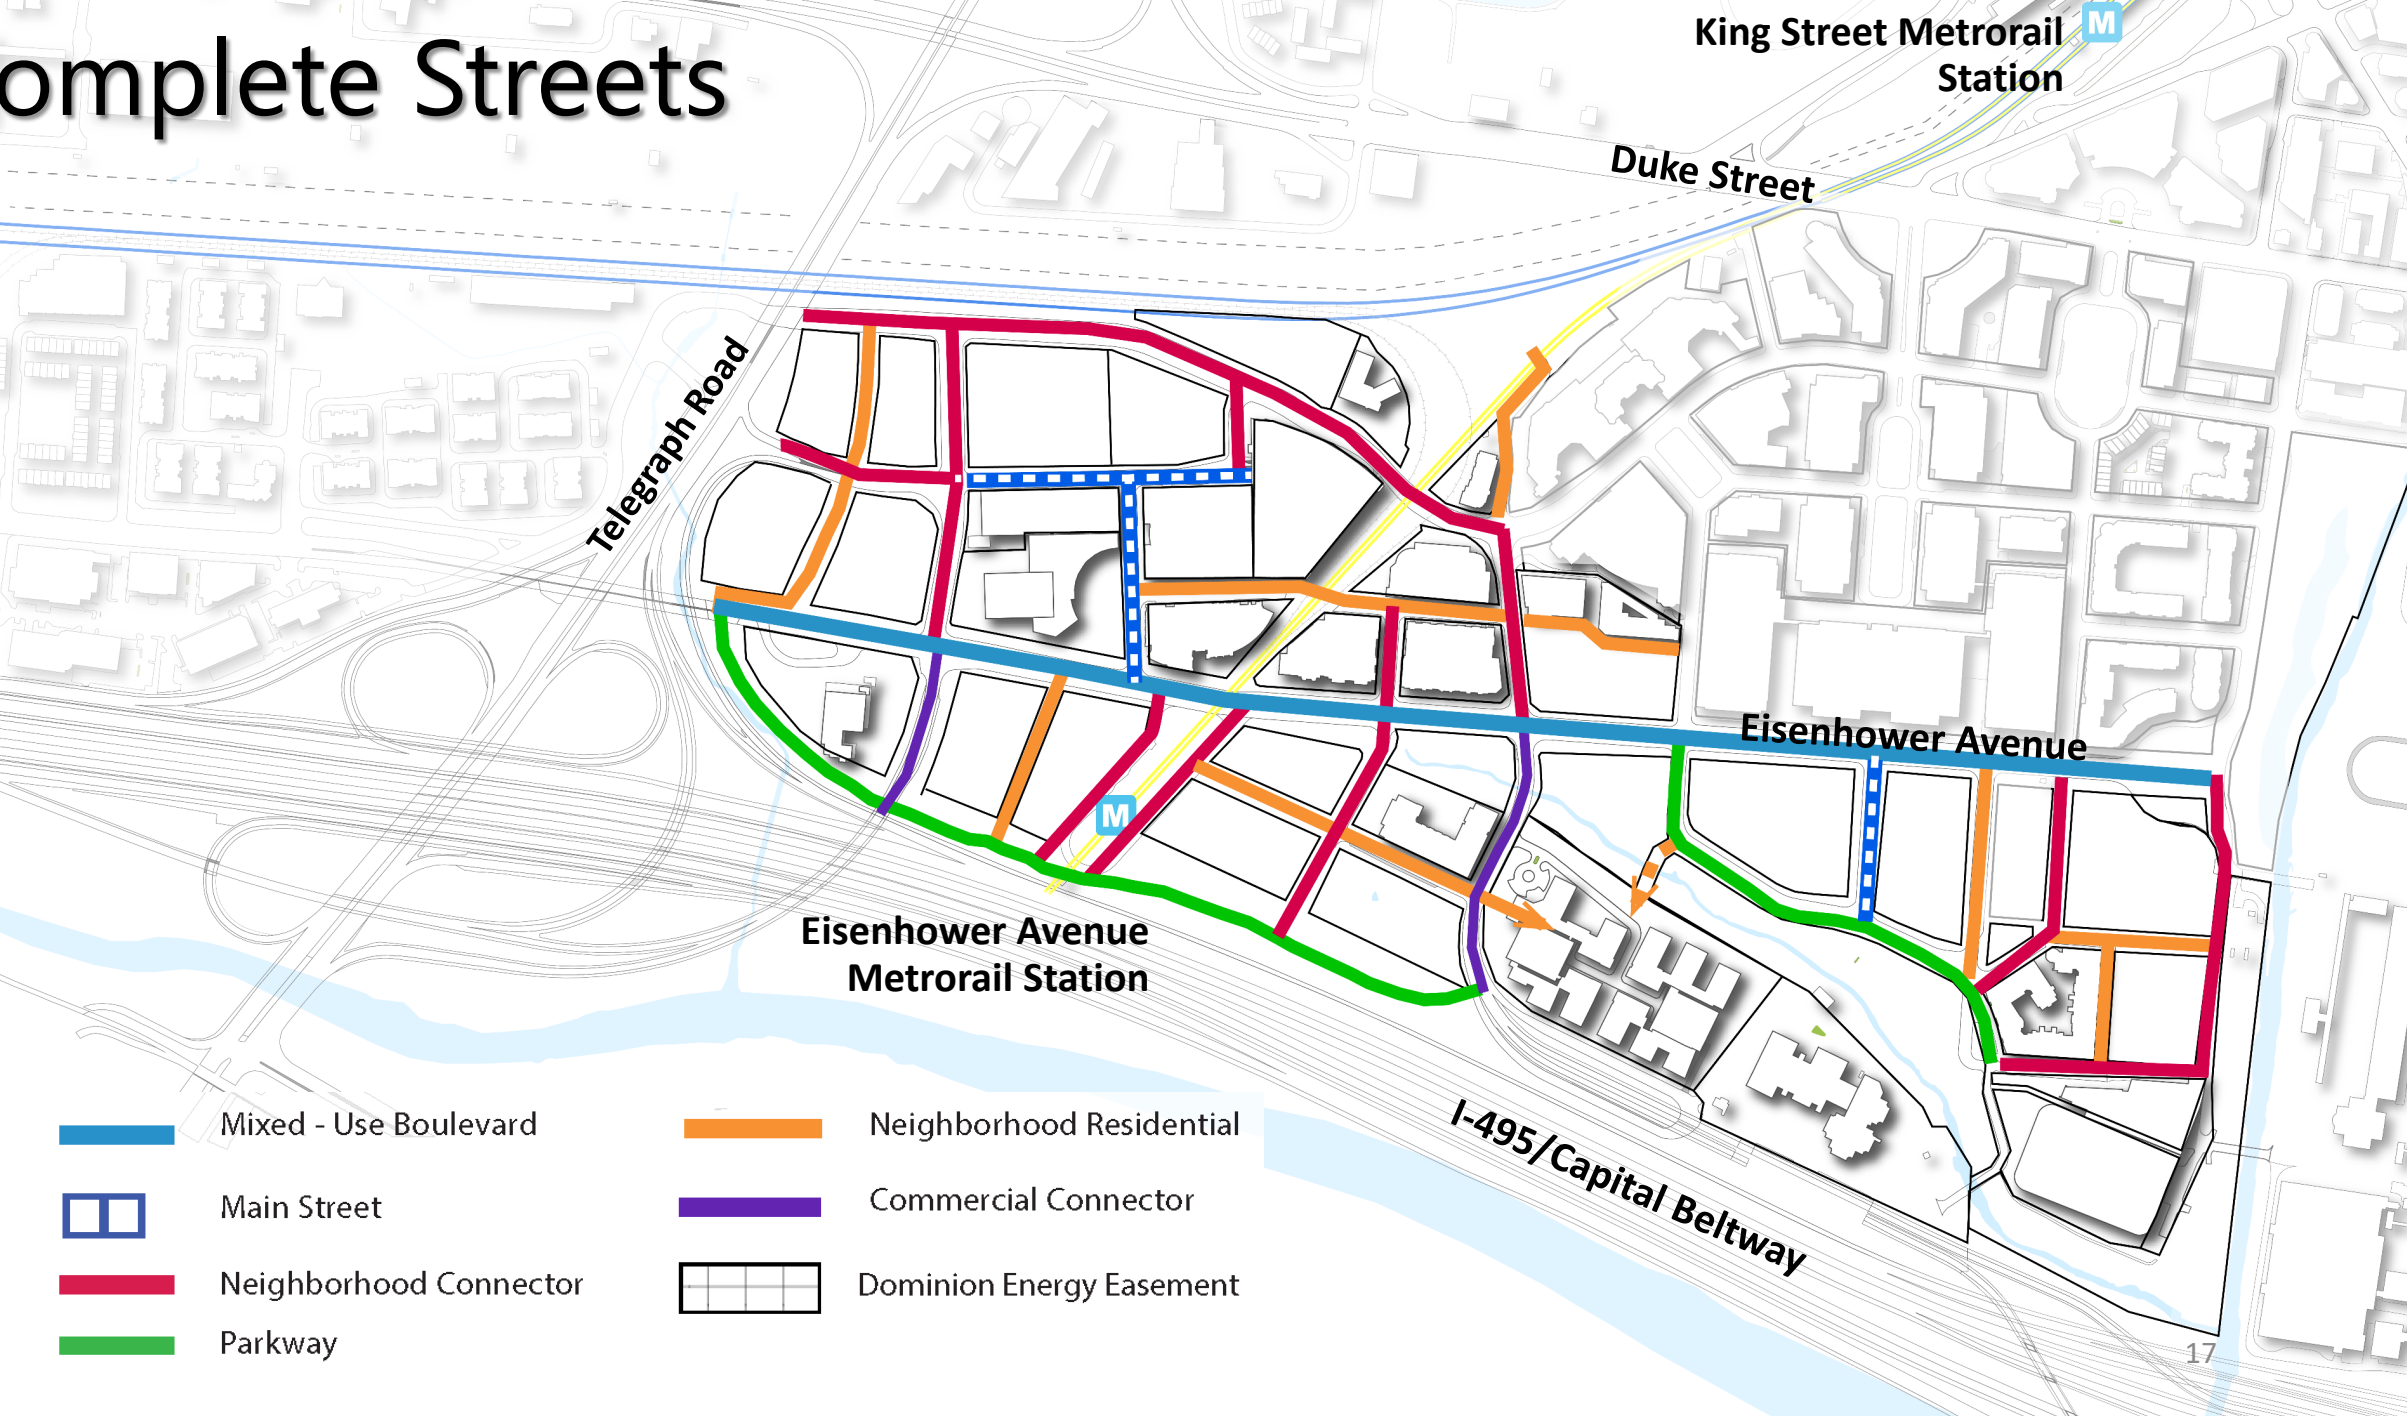 omplete Streets
King Street Metrorail
Station
M
Duke Street
Telegraph Road
Eisenhower Avenue
M
Eisenhower Avenue
Metrorail Station
I-495/Capital Beltway
Mixed - Use Boulevard
Main Street
Neighborhood Connector
Parkway
Neighborhood Residential
Commercial Connector
Dominion Energy Easement
17